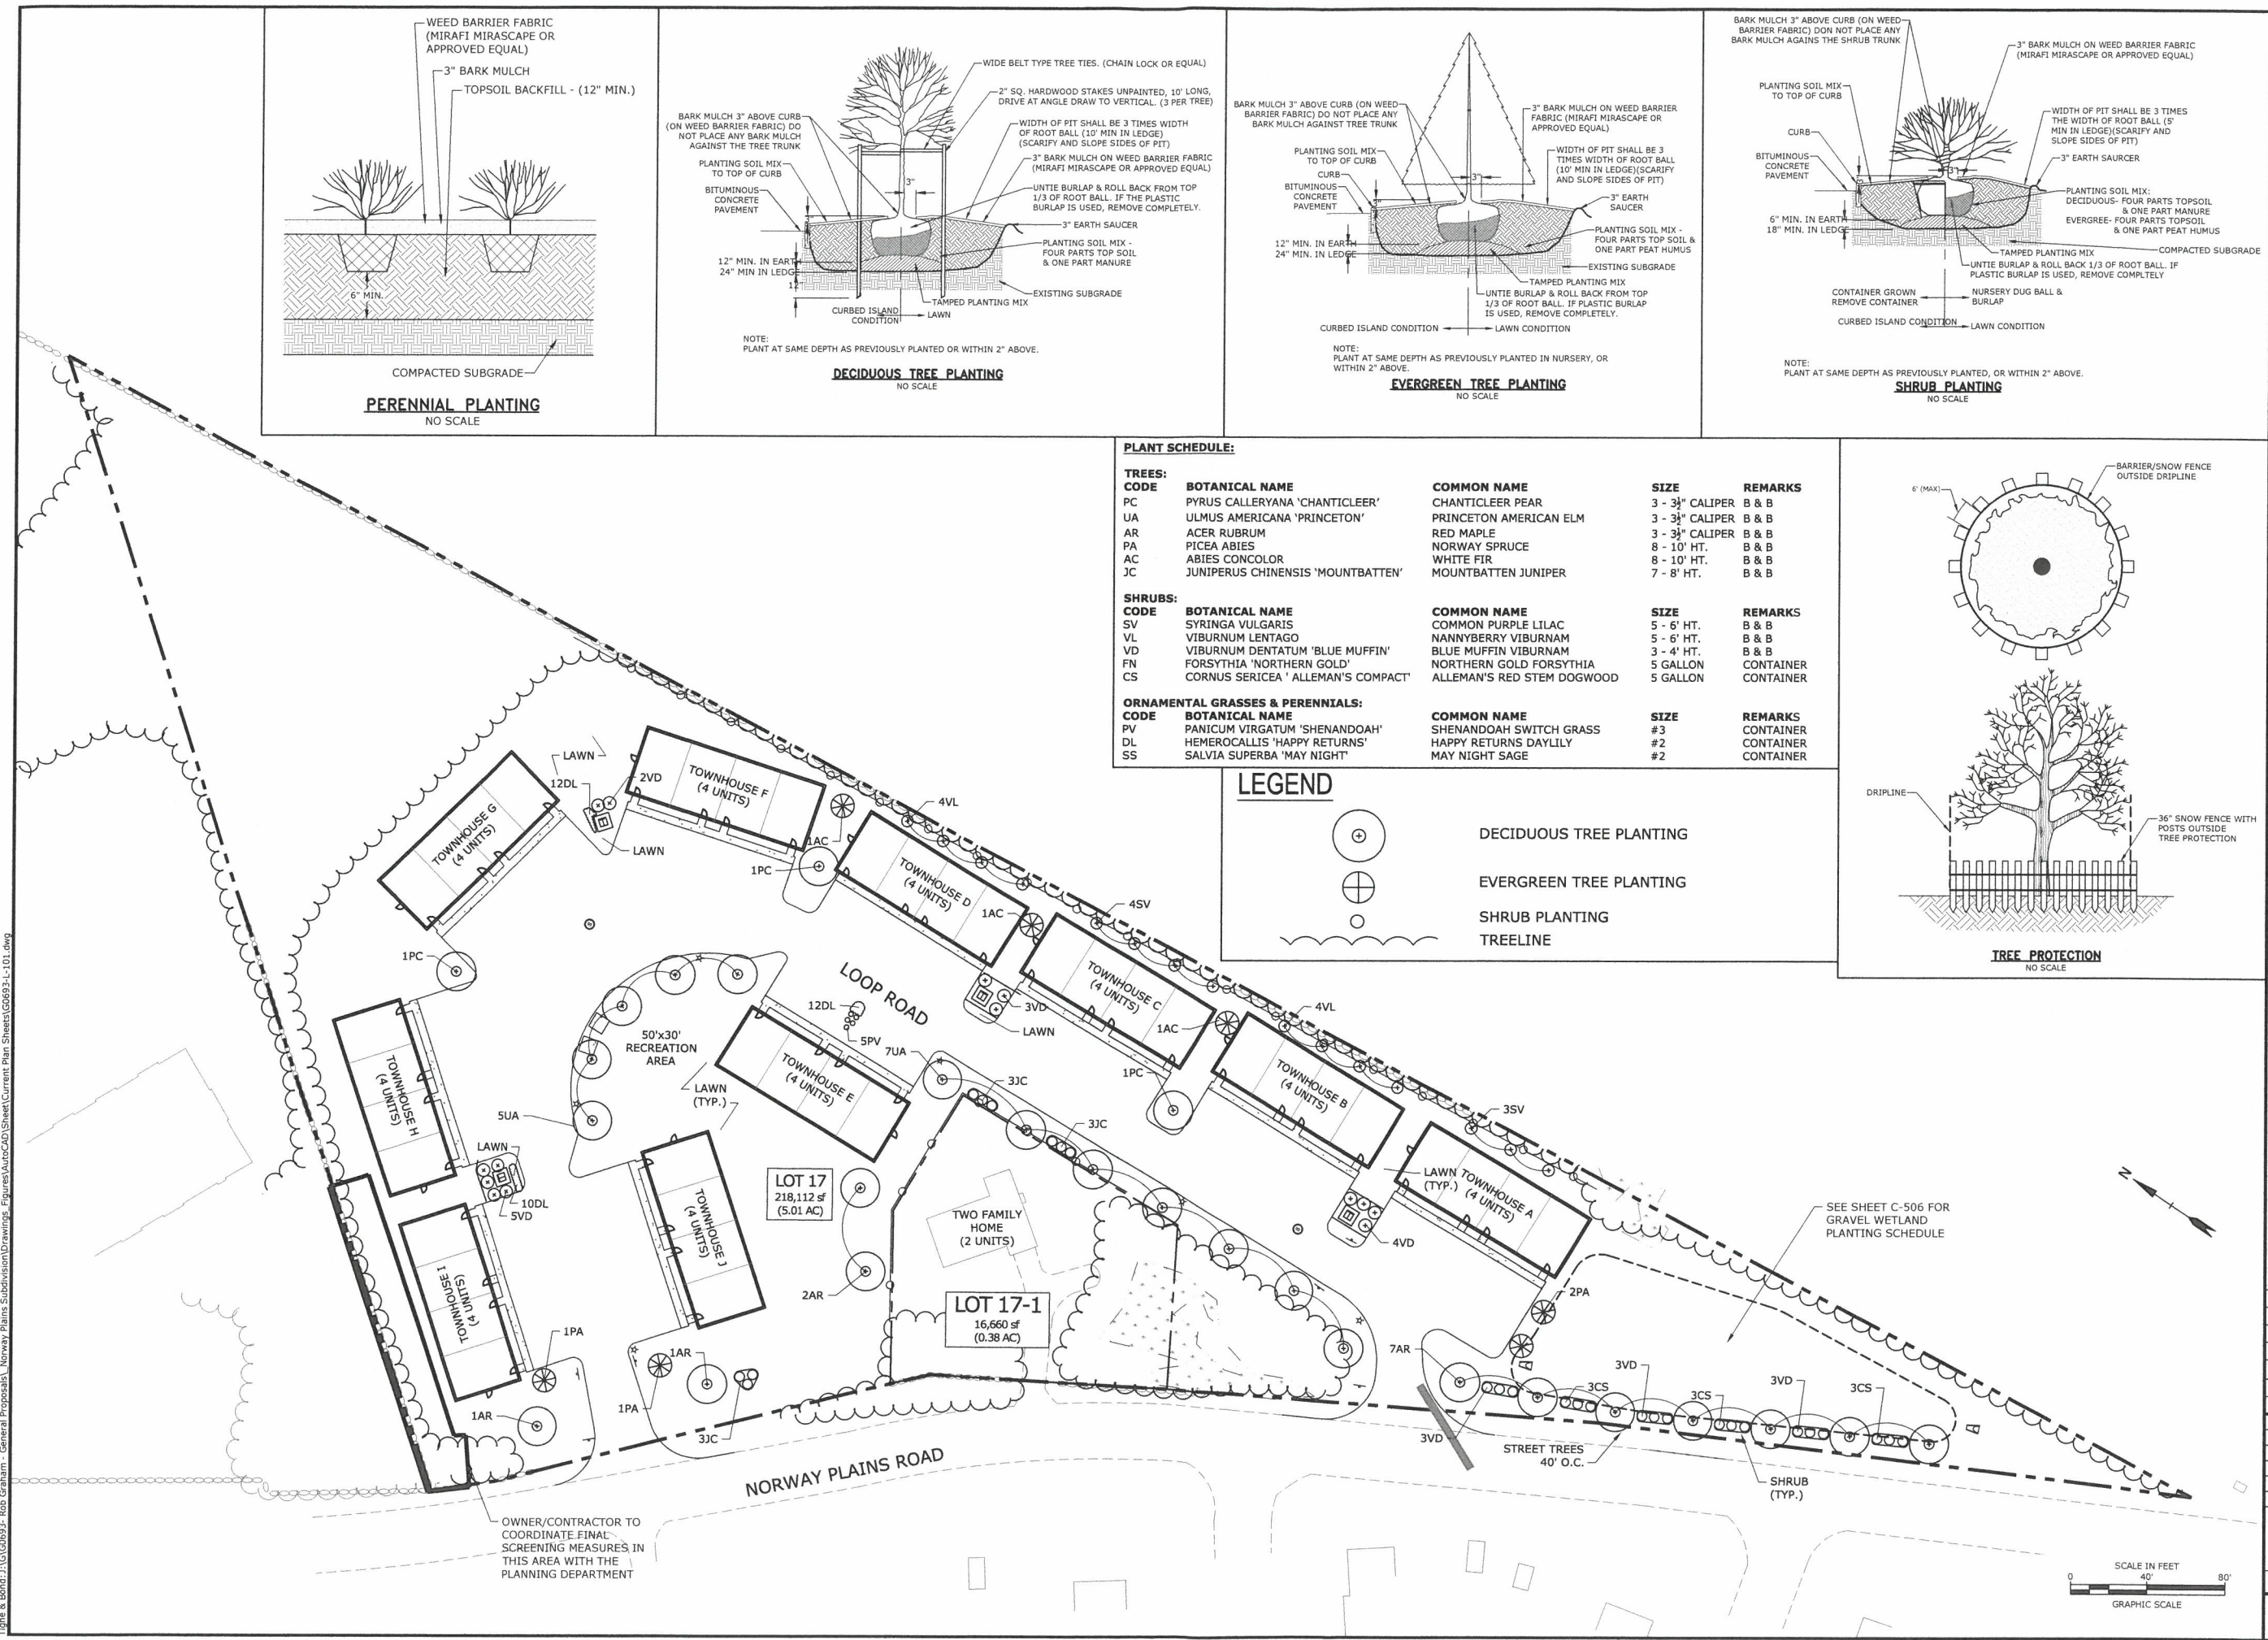 WEED BARRIER FABRIC
(MIRAFI MIRASCAPE OR
APPROVED EQUAL)
3" BARK MULCH
TOPSOIL BACKFILL - (12" MIN.)
6" MIN.
COMPACTED SUBGRADE
PERENNIAL PLANTING
NO SCALE
WIDE BELT TYPE TREE TIES. (CHAIN LOCK OR EQUAL)
2" SQ. HARDWOOD STAKES UNPAINTED, 10' LONG,
DRIVE AT ANGLE DRAW TO VERTICAL. (3 PER TREE)
BARK MULCH 3" ABOVE CURB
(ON WEED BARRIER FABRIC) DO
NOT PLACE ANY BARK MULCH
AGAINST THE TREE TRUNK
WIDTH OF PIT SHALL BE 3 TIMES WIDTH
OF ROOT BALL (10' MIN IN LEDGE)
(SCARIFY AND SLOPE SIDES OF PIT)
PLANTING SOIL MIX
TO TOP OF CURB
3" BARK MULCH ON WEED BARRIER FABRIC
(MIRAFI MIRASCAPE OR APPROVED EQUAL)
3"
BITUMINOUS
CONCRETE
PAVEMENT
UNTIE BURLAP & ROLL BACK FROM TOP
1/3 OF ROOT BALL. IF THE PLASTIC
BURLAP IS USED, REMOVE COMPLETELY.
3" EARTH SAUCER
PLANTING SOIL MIX -
FOUR PARTS TOP SOIL
& ONE PART MANURE
12" MIN. IN EARTH
24" MIN IN LEDGE
12"
EXISTING SUBGRADE
TAMPED PLANTING MIX
CURBED ISLAND
CONDITION
LAWN
NOTE:
PLANT AT SAME DEPTH AS PREVIOUSLY PLANTED OR WITHIN 2" ABOVE.
DECIDUOUS TREE PLANTING
NO SCALE
BARK MULCH 3" ABOVE CURB (ON WEED
BARRIER FABRIC) DO NOT PLACE ANY
BARK MULCH AGAINST TREE TRUNK
3" BARK MULCH ON WEED BARRIER
FABRIC (MIRAFI MIRASCAPE OR
APPROVED EQUAL)
PLANTING SOIL MIX
TO TOP OF CURB
CURB
BITUMINOUS
CONCRETE
PAVEMENT
WIDTH OF PIT SHALL BE 3
TIMES WIDTH OF ROOT BALL
(10' MIN IN LEDGE)(SCARIFY
AND SLOPE SIDES OF PIT)
3"
3" EARTH
SAUCER
PLANTING SOIL MIX -
FOUR PARTS TOP SOIL &
ONE PART PEAT HUMUS
12" MIN. IN EARTH
24" MIN. IN LEDGE
EXISTING SUBGRADE
TAMPED PLANTING MIX
UNTIE BURLAP & ROLL BACK FROM TOP
1/3 OF ROOT BALL. IF PLASTIC BURLAP
IS USED, REMOVE COMPLETELY.
CURBED ISLAND CONDITION
LAWN CONDITION
NOTE:
PLANT AT SAME DEPTH AS PREVIOUSLY PLANTED IN NURSERY, OR
WITHIN 2" ABOVE.
EVERGREEN TREE PLANTING
NO SCALE
BARK MULCH 3" ABOVE CURB (ON WEED
BARRIER FABRIC) DON NOT PLACE ANY
BARK MULCH AGAINS THE SHRUB TRUNK
3" BARK MULCH ON WEED BARRIER FABRIC
(MIRAFI MIRASCAPE OR APPROVED EQUAL)
PLANTING SOIL MIX
TO TOP OF CURB
CURB
BITUMINOUS
CONCRETE
PAVEMENT
WIDTH OF PIT SHALL BE 3 TIMES
THE WIDTH OF ROOT BALL (5'
MIN IN LEDGE)(SCARIFY AND
SLOPE SIDES OF PIT)
3" EARTH SAURCER
3"
PLANTING SOIL MIX:
DECIDUOUS- FOUR PARTS TOPSOIL
& ONE PART MANURE
EVERGREE- FOUR PARTS TOPSOIL
& ONE PART PEAT HUMUS
6" MIN. IN EARTH
18" MIN. IN LEDGE
COMPACTED SUBGRADE
TAMPED PLANTING MIX
UNTIE BURLAP & ROLL BACK 1/3 OF ROOT BALL. IF
PLASTIC BURLAP IS USED, REMOVE COMPLTELY
CONTAINER GROWN
REMOVE CONTAINER
NURSERY DUG BALL &
BURLAP
CURBED ISLAND CONDITION
LAWN CONDITION
NOTE:
PLANT AT SAME DEPTH AS PREVIOUSLY PLANTED, OR WITHIN 2" ABOVE.
SHRUB PLANTING
NO SCALE
PLANT SCHEDULE:
TREES:
CODE BOTANICAL NAME COMMON NAME SIZE REMARKS
PC PYRUS CALLERYANA 'CHANTICLEER' CHANTICLEER PEAR 3 - 3½" CALIPER B & B
UA ULMUS AMERICANA 'PRINCETON' PRINCETON AMERICAN ELM 3 - 3½" CALIPER B & B
AR ACER RUBRUM RED MAPLE 3 - 3½" CALIPER B & B
PA PICEA ABIES NORWAY SPRUCE 8 - 10' HT. B & B
AC ABIES CONCOLOR WHITE FIR 8 - 10' HT. B & B
JC JUNIPERUS CHINENSIS 'MOUNTBATTEN' MOUNTBATTEN JUNIPER 7 - 8' HT. B & B
SHRUBS:
CODE BOTANICAL NAME COMMON NAME SIZE REMARKS
SV SYRINGA VULGARIS COMMON PURPLE LILAC 5 - 6' HT. B & B
VL VIBURNUM LENTAGO NANNYBERRY VIBURNAM 5 - 6' HT. B & B
VD VIBURNUM DENTATUM 'BLUE MUFFIN' BLUE MUFFIN VIBURNAM 3 - 4' HT. B & B
FN FORSYTHIA 'NORTHERN GOLD' NORTHERN GOLD FORSYTHIA 5 GALLON CONTAINER
CS CORNUS SERICEA ' ALLEMAN'S COMPACT' ALLEMAN'S RED STEM DOGWOOD 5 GALLON CONTAINER
ORNAMENTAL GRASSES & PERENNIALS:
CODE BOTANICAL NAME COMMON NAME SIZE REMARKS
PV PANICUM VIRGATUM 'SHENANDOAH' SHENANDOAH SWITCH GRASS #3 CONTAINER
DL HEMEROCALLIS 'HAPPY RETURNS' HAPPY RETURNS DAYLILY #2 CONTAINER
SS SALVIA SUPERBA 'MAY NIGHT' MAY NIGHT SAGE #2 CONTAINER
LEGEND
DECIDUOUS TREE PLANTING
EVERGREEN TREE PLANTING
SHRUB PLANTING
TREELINE
BARRIER/SNOW FENCE
OUTSIDE DRIPLINE
6' (MAX)
DRIPLINE
36" SNOW FENCE WITH
POSTS OUTSIDE
TREE PROTECTION
TREE PROTECTION
NO SCALE
LAWN
12DL
2VD
LAWN
TOWNHOUSE G
(4 UNITS)
TOWNHOUSE F
(4 UNITS)
1AC
4VL
1PC
TOWNHOUSE D
(4 UNITS)
1AC
4SV
TOWNHOUSE C
(4 UNITS)
3VD
LAWN
1AC
4VL
1PC
TOWNHOUSE B
(4 UNITS)
3SV
LAWN
(TYP.)
TOWNHOUSE A
(4 UNITS)
4VD
2PA
1PC
LOOP ROAD
50'x30'
RECREATION
AREA
12DL
5PV
7UA
TOWNHOUSE E
(4 UNITS)
LAWN
(TYP.)
3JC
3JC
5UA
TOWNHOUSE H
(4 UNITS)
LAWN
10DL
5VD
TOWNHOUSE I
(4 UNITS)
TOWNHOUSE J
(4 UNITS)
LOT 17
218,112 sf
(5.01 AC)
2AR
TWO FAMILY
HOME
(2 UNITS)
LOT 17-1
16,660 sf
(0.38 AC)
1PA
1AR
1AR
1PA
3JC
7AR
3VD
3CS
3VD
3CS
3VD
3CS
STREET TREES
40' O.C.
SHRUB
(TYP.)
SEE SHEET C-506 FOR
GRAVEL WETLAND
PLANTING SCHEDULE
N
NORWAY PLAINS ROAD
OWNER/CONTRACTOR TO
COORDINATE FINAL
SCREENING MEASURES IN
THIS AREA WITH THE
PLANNING DEPARTMENT
SCALE IN FEET
0 40' 80'
GRAPHIC SCALE
Tighe & Bond: J:\G\G0693- Rob Graham - General Proposals\_Norway Plains Subdivision\Drawings_Figures\AutoCAD\Sheet\Current Plan Sheets\G0693-L-101.dwg